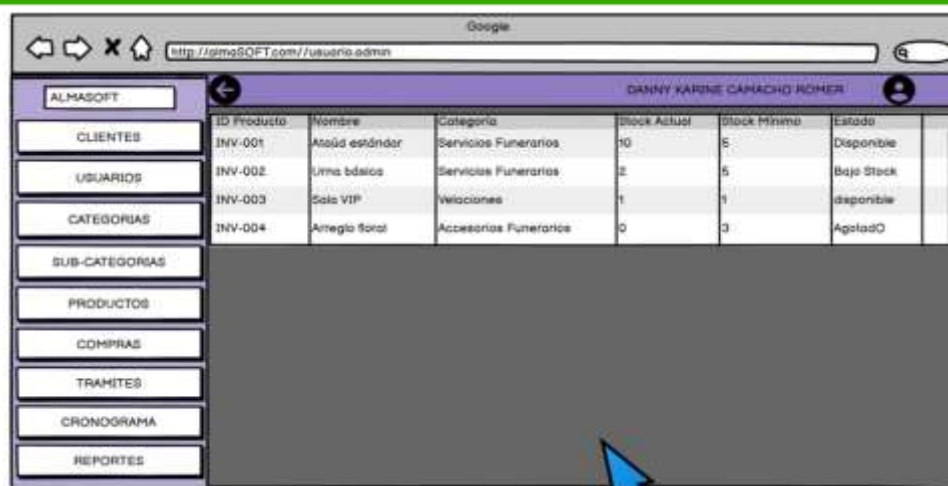 Google
http://almaSOFT.com//usuario.admin
ALMASOFT
DANNY KARINE CAMACHO ROMER
CLIENTES
USUARIOS
CATEGORIAS
SUB-CATEGORIAS
PRODUCTOS
COMPRAS
TRAMITES
CRONOGRAMA
REPORTES
ID Producto Nombre Categoría Stock Actual Stock Mínimo Estado
INV-001 Ataúd estándar Servicios Funerarios 10 5 Disponible
INV-002 Urna básica Servicios Funerarios 2 5 Bajo Stock
INV-003 Sala VIP Velaciones 1 1 disponible
INV-004 Arreglo floral Accesorios Funerarios 0 3 AgotadO